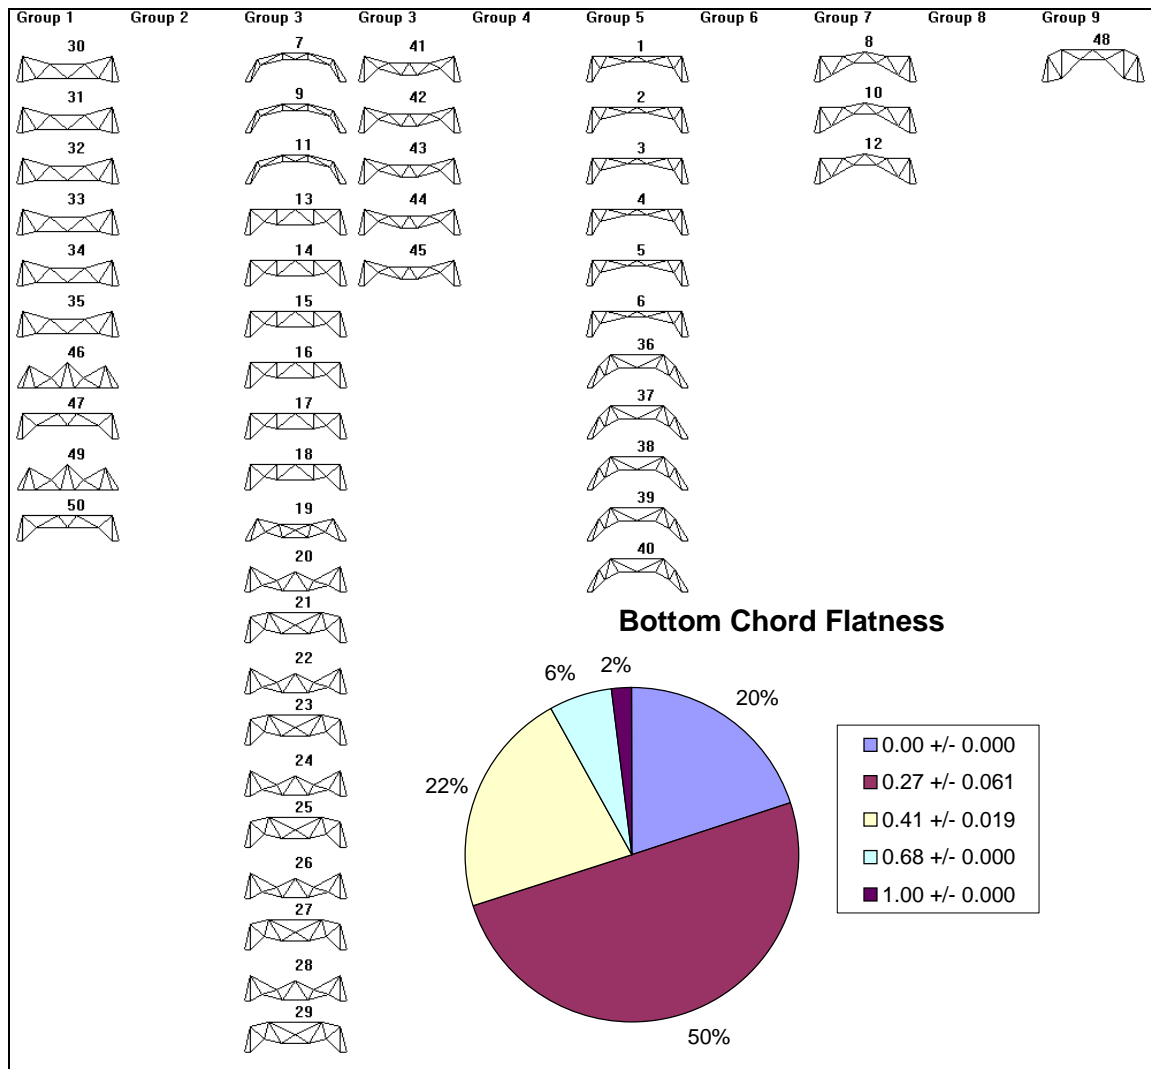 Group 1 Group 2 Group 3 Group 3 Group 4 Group 5 Group 6 Group 7 Group 8 Group 9
30 7 41 1 8 48
31 9 42 2 10
32 11 43 3 12
33 13 44 4
34 14 45 5
35 15 6
46 16 36
47 17 37
49 18 38
50 19 39
20 40
21
22
23
24
25
26
27
28
29
Bottom Chord Flatness
6% 2% 20%
22%
50%
0.00 +/- 0.000
0.27 +/- 0.061
0.41 +/- 0.019
0.68 +/- 0.000
1.00 +/- 0.000